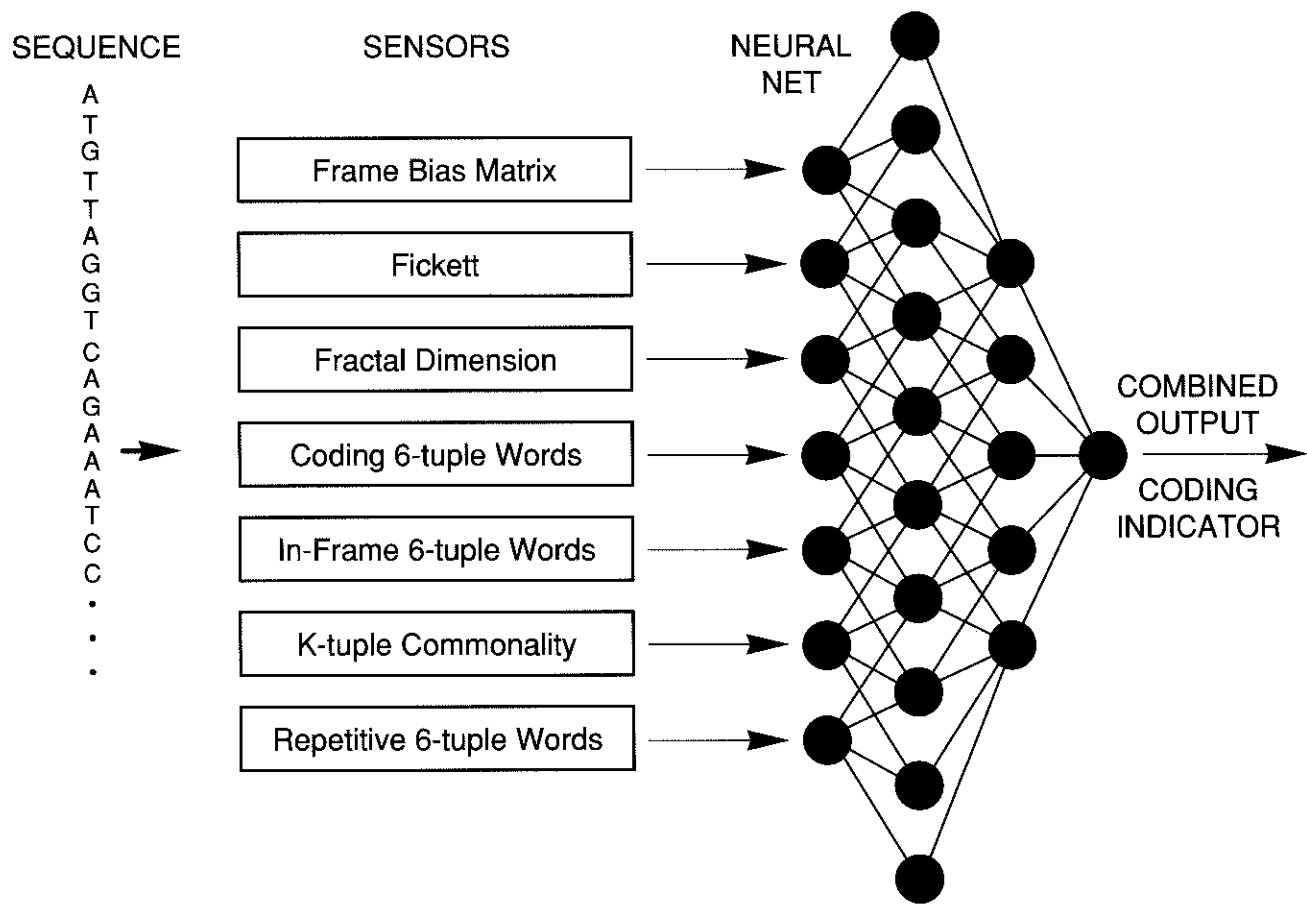 SEQUENCE
SENSORS
NEURAL
NET
A
T
G
T
T
A
G
G
T
C
A
G
A
A
A
T
C
C
.
.
.
Frame Bias Matrix
Fickett
Fractal Dimension
Coding 6-tuple Words
In-Frame 6-tuple Words
K-tuple Commonality
Repetitive 6-tuple Words
COMBINED
OUTPUT
CODING
INDICATOR